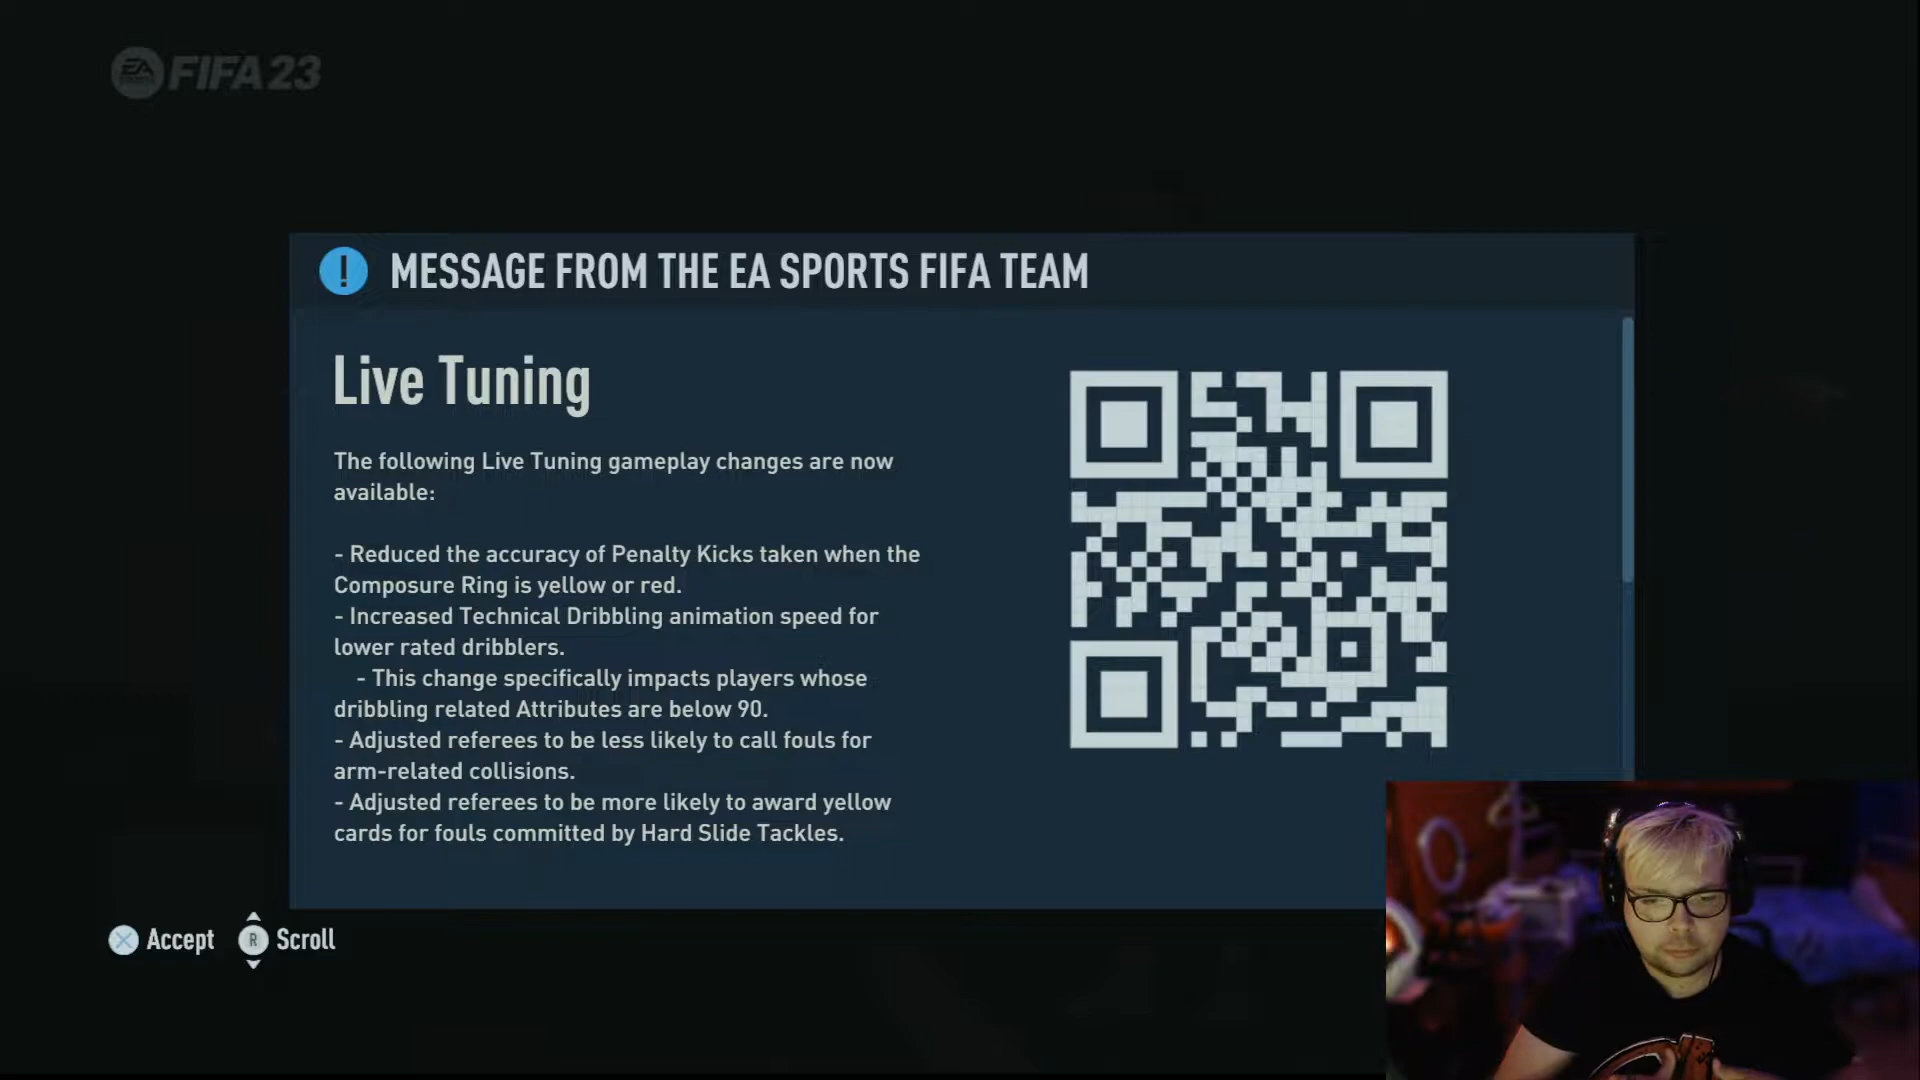 EA SPORTS FIFA 23
! MESSAGE FROM THE EA SPORTS FIFA TEAM
Live Tuning
The following Live Tuning gameplay changes are now
available:
- Reduced the accuracy of Penalty Kicks taken when the
Composure Ring is yellow or red.
- Increased Technical Dribbling animation speed for
lower rated dribblers.
- This change specifically impacts players whose
dribbling related Attributes are below 90.
- Adjusted referees to be less likely to call fouls for
arm-related collisions.
- Adjusted referees to be more likely to award yellow
cards for fouls committed by Hard Slide Tackles.
Accept R Scroll